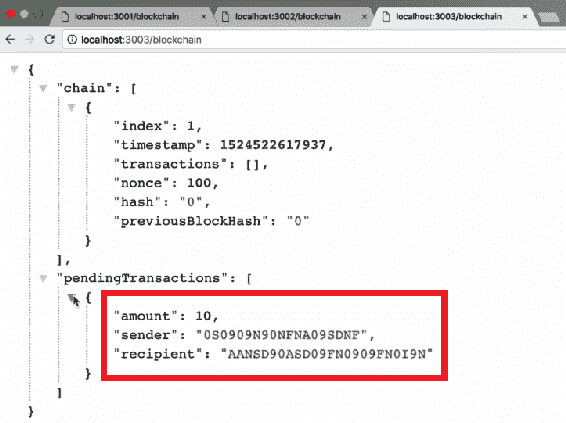 localhost:3001/blockchain
localhost:3002/blockchain
localhost:3003/blockchain
localhost:3003/blockchain
{
"chain": [
{
"index": 1,
"timestamp": 1524522617937,
"transactions": [],
"nonce": 100,
"hash": "0",
"previousBlockHash": "0"
}
],
"pendingTransactions": [
{
"amount": 10,
"sender": "0S0909N90NFNA09SDNF",
"recipient": "AANSD90ASD09FN0909FN0I9N"
}
]
}